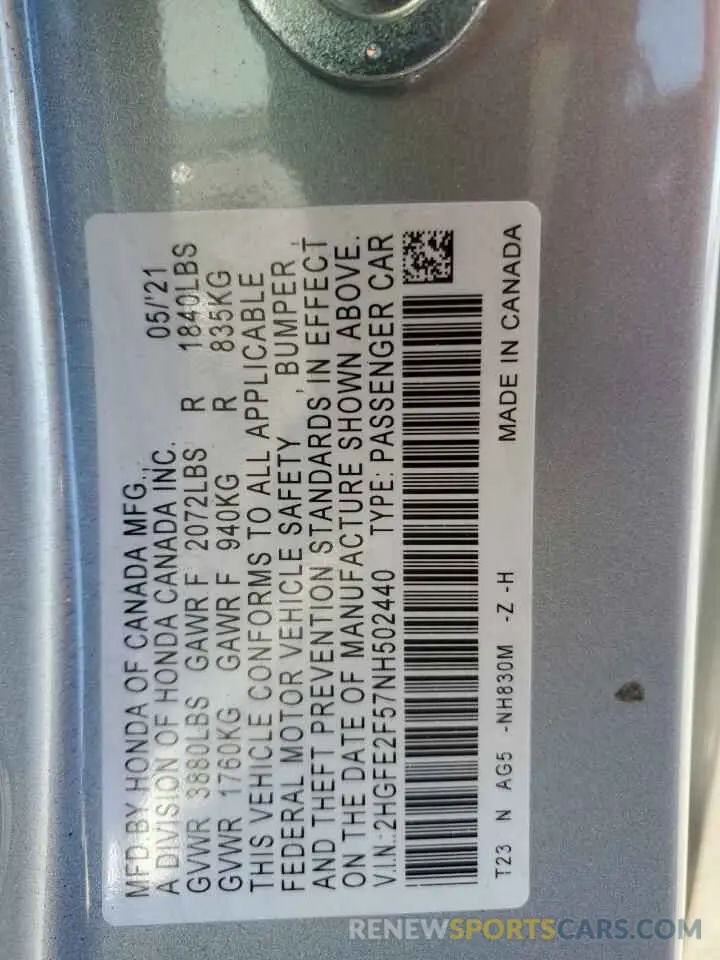 MFD.BY HONDA OF CANADA MFG., 05/'21
A DIVISION OF HONDA CANADA INC.
GVWR 3880LBS GAWR F 2072LBS R 1840LBS
GVWR 1760KG GAWR F 940KG R 835KG
THIS VEHICLE CONFORMS TO ALL APPLICABLE
FEDERAL MOTOR VEHICLE SAFETY , BUMPER ,
AND THEFT PREVENTION STANDARDS IN EFFECT
ON THE DATE OF MANUFACTURE SHOWN ABOVE.
V.I.N.:2HGFE2F57NH502440 TYPE: PASSENGER CAR
T23 N AG5 -NH830M -Z -H MADE IN CANADA
RENEWSPORTSCARS.COM